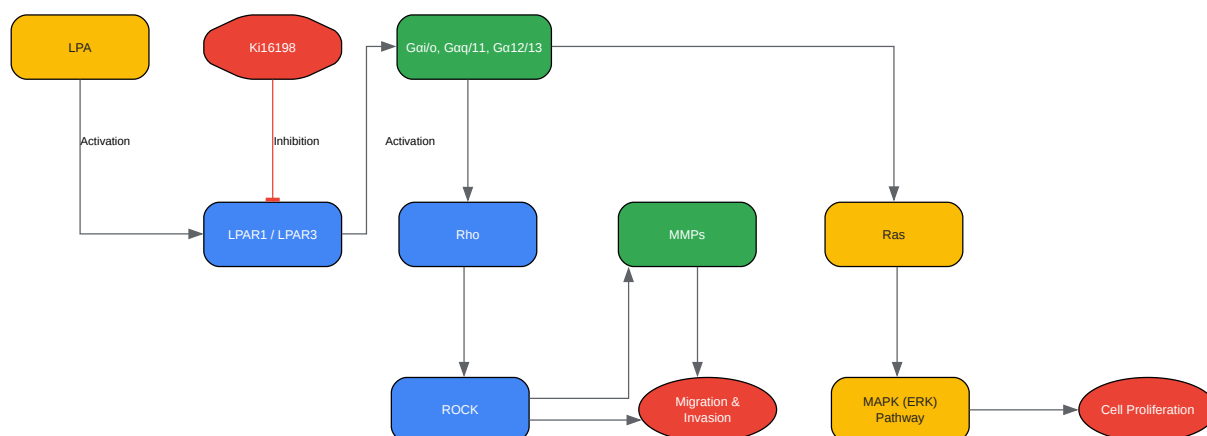 LPA
Ki16198
Gαi/o, Gαq/11, Gα12/13
Activation
Inhibition
Activation
LPAR1 / LPAR3
Rho
MMPs
Ras
ROCK
Migration &
Invasion
MAPK (ERK)
Pathway
Cell Proliferation